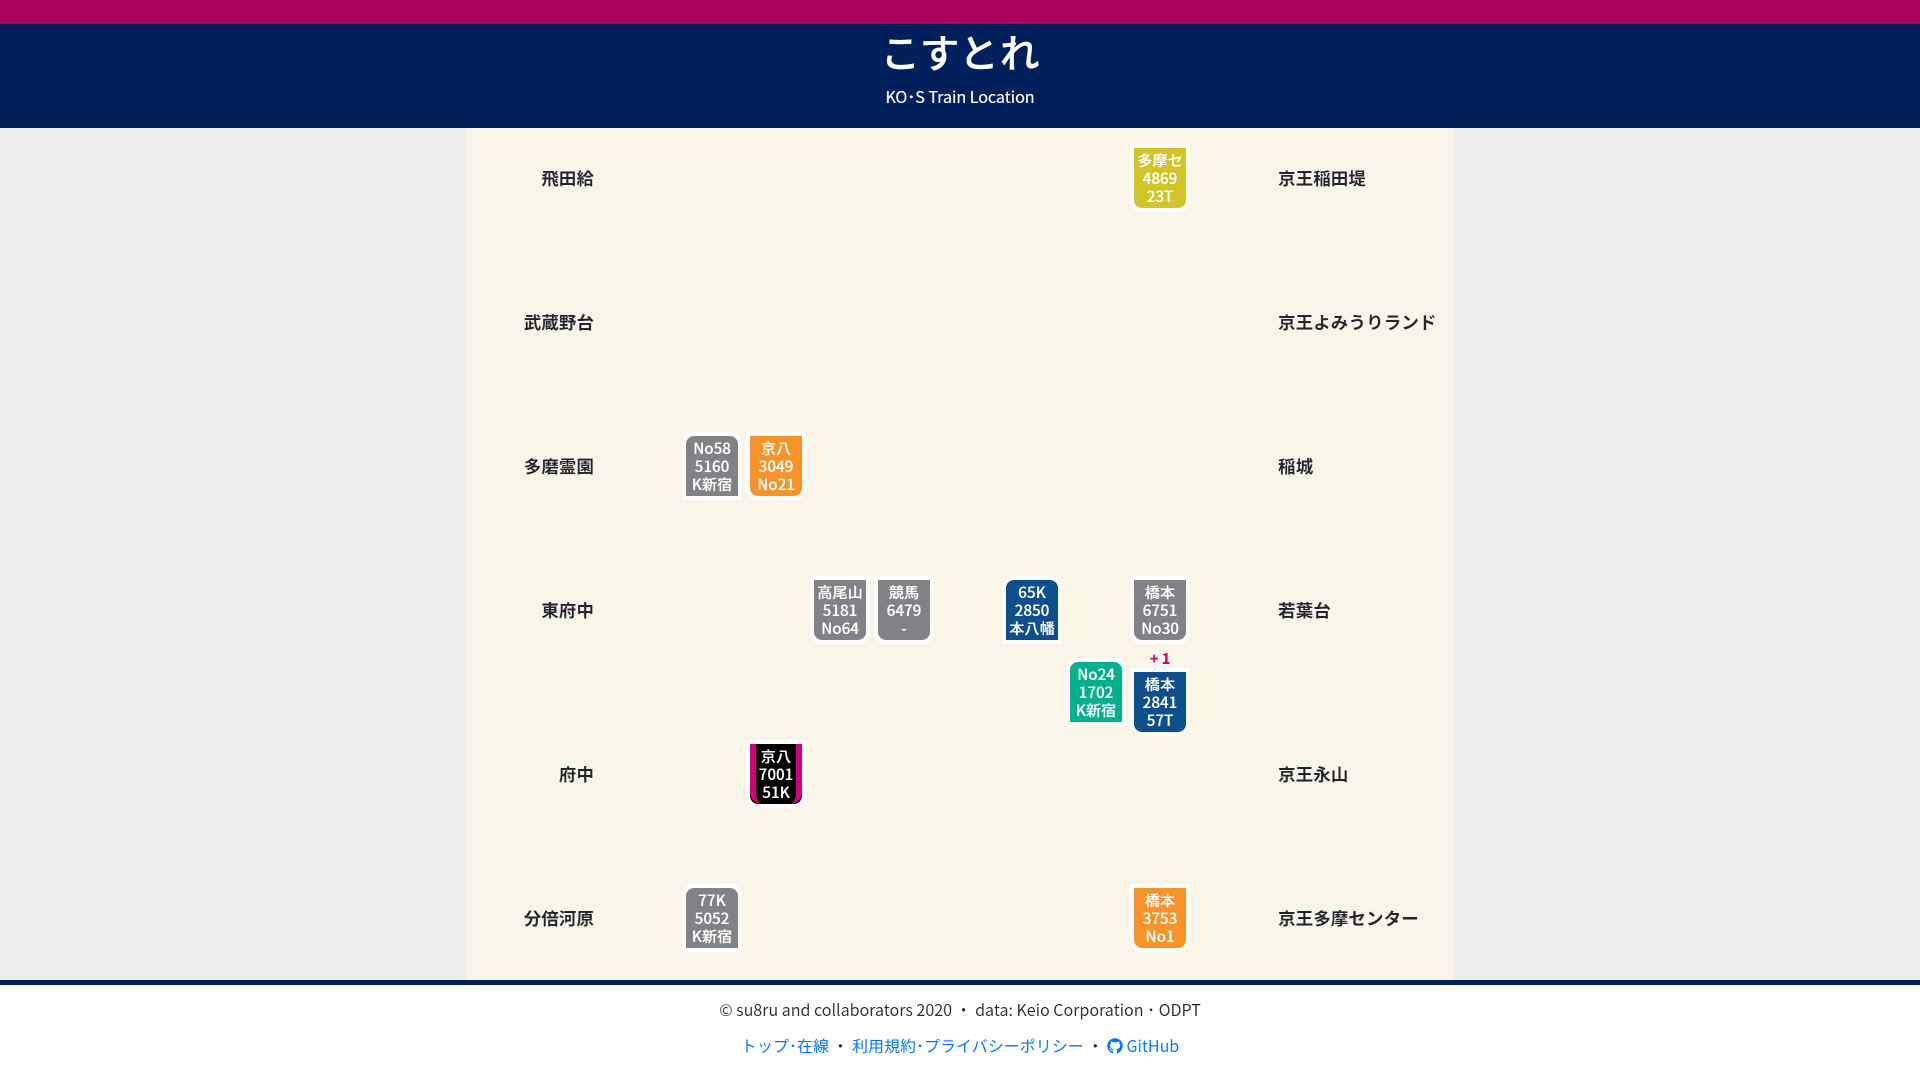 こすとれ
KO･S Train Location
飛田給
多摩セ
4869
23T
京王稲田堤
武蔵野台
京王よみうりランド
多磨霊園
No58
5160
K新宿
京八
3049
No21
稲城
東府中
高尾山
5181
No64
競馬
6479
-
65K
2850
本八幡
橋本
6751
No30
若葉台
+ 1
No24
1702
K新宿
橋本
2841
57T
府中
京八
7001
51K
京王永山
分倍河原
77K
5052
K新宿
橋本
3753
No1
京王多摩センター
© su8ru and collaborators 2020 ・ data: Keio Corporation・ODPT
トップ･在線 ・ 利用規約･プライバシーポリシー ・ GitHub